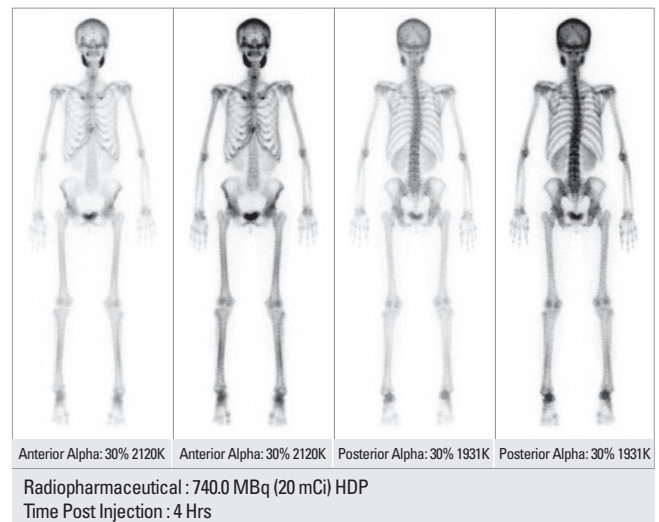 Anterior Alpha: 30% 2120K Anterior Alpha: 30% 2120K Posterior Alpha: 30% 1931K Posterior Alpha: 30% 1931K
Radiopharmaceutical : 740.0 MBq (20 mCi) HDP
Time Post Injection : 4 Hrs